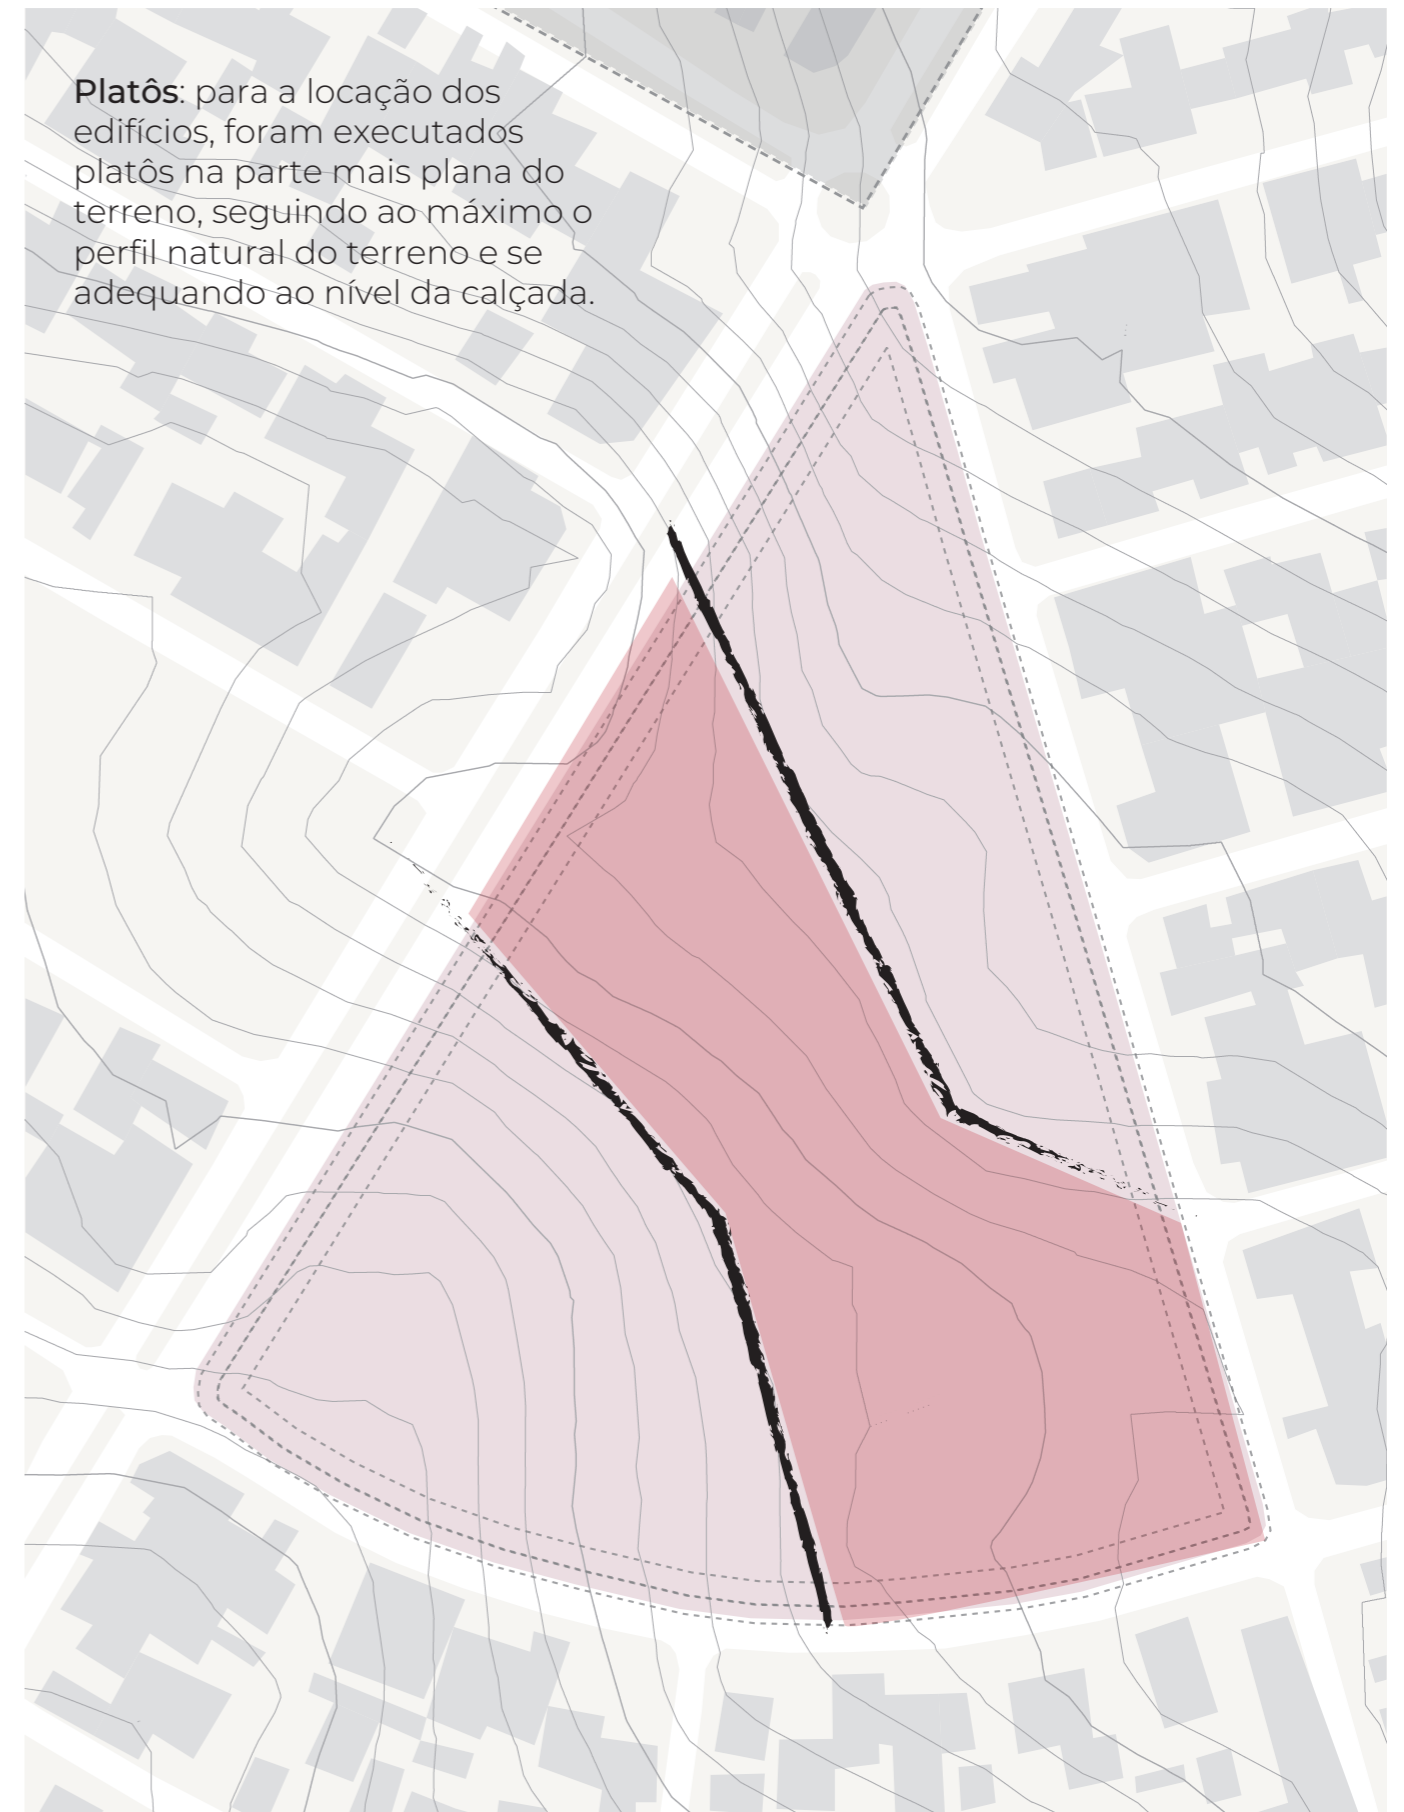 Platôs: para a locação dos
edifícios, foram executados
platôs na parte mais plana do
terreno, seguindo ao máximo o
perfil natural do terreno e se
adequando ao nível da calçada.